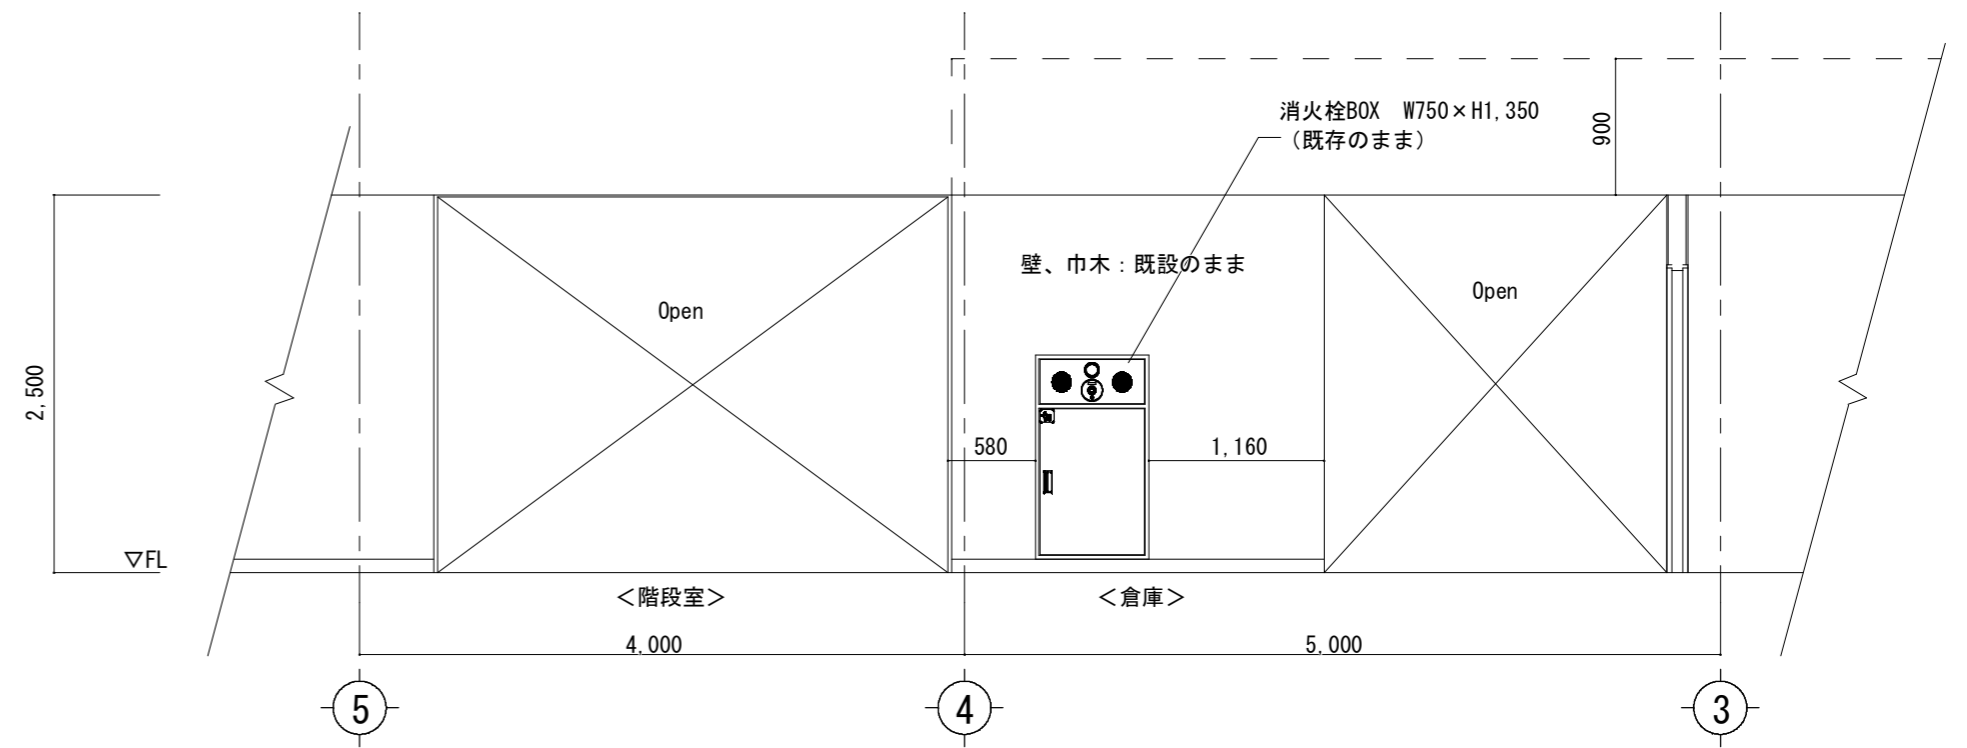 消火栓BOX　W750×H1,350
（既存のまま）
900
壁、巾木：既設のまま
Open
Open
2,500
580
1,160
▽FL
＜階段室＞
＜倉庫＞
4,000
5,000
5
4
3